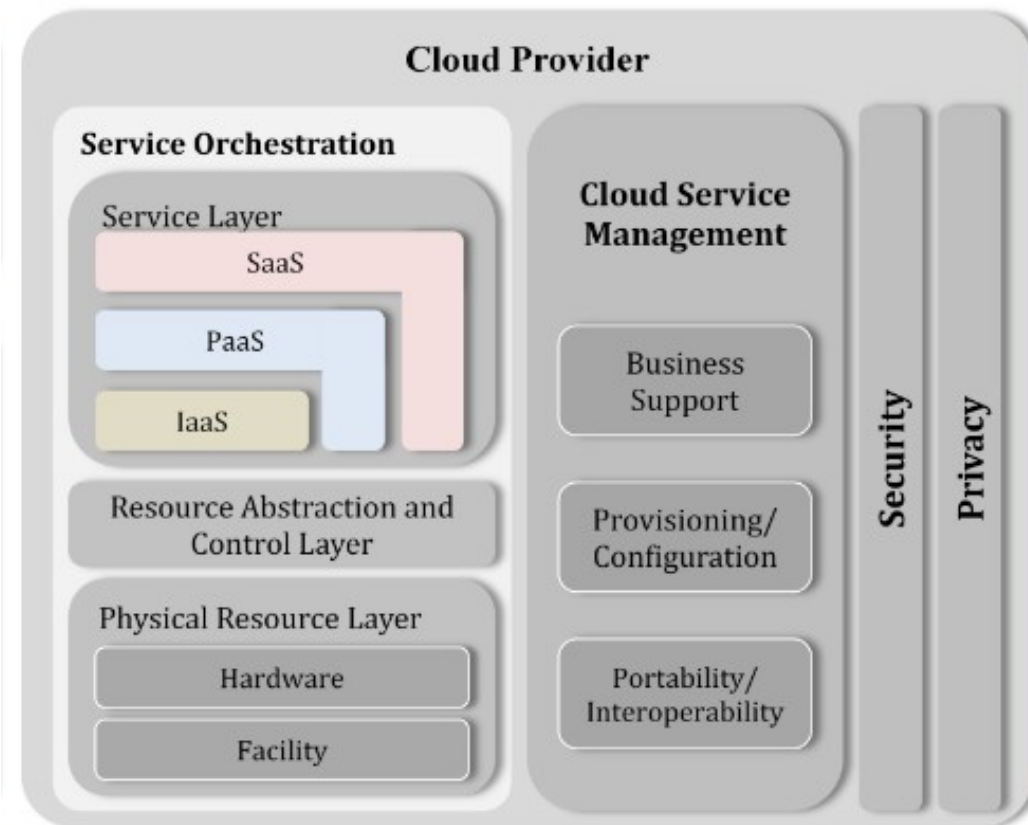 Cloud Provider
Service Orchestration
Service Layer
SaaS
PaaS
IaaS
Resource Abstraction and
Control Layer
Physical Resource Layer
Hardware
Facility
Cloud Service
Management
Business
Support
Provisioning/
Configuration
Portability/
Interoperability
Security
Privacy